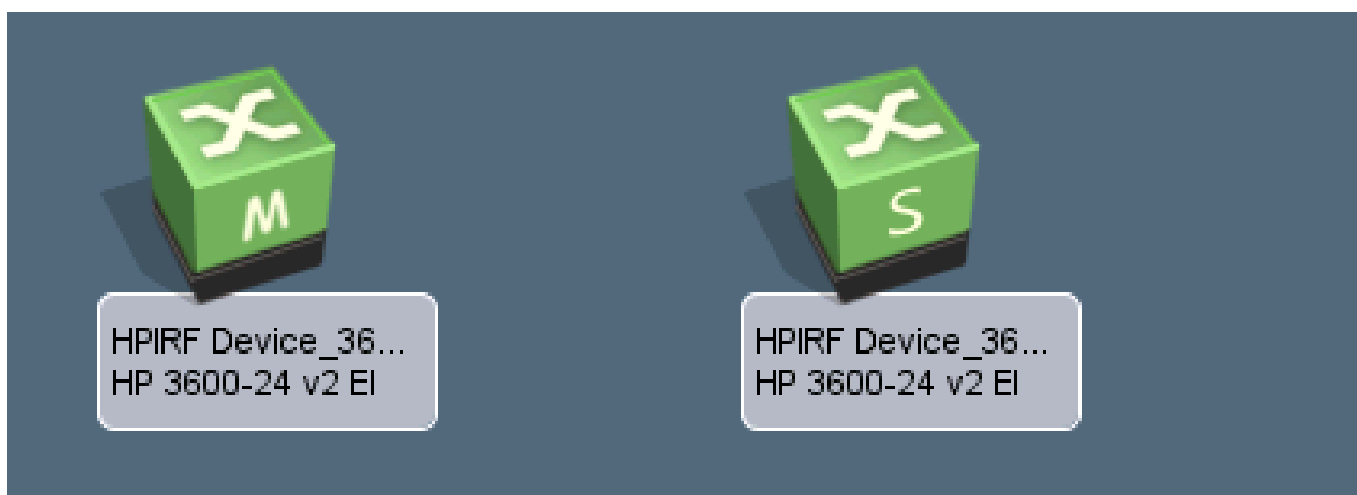 M
S
HPIRF Device_36...
HP 3600-24 v2 EI
HPIRF Device_36...
HP 3600-24 v2 EI